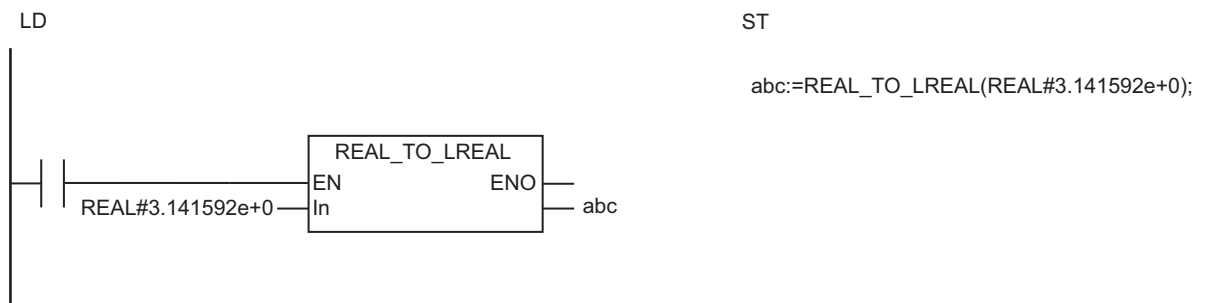 LD
ST
abc:=REAL_TO_LREAL(REAL#3.141592e+0);
REAL_TO_LREAL
EN ENO
REAL#3.141592e+0 In abc